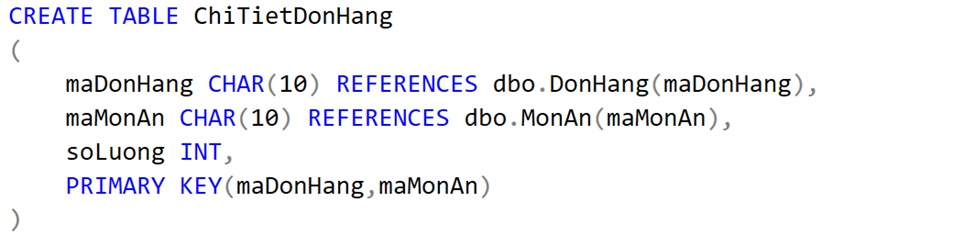 CREATE TABLE ChiTietDonHang
(
    maDonHang CHAR(10) REFERENCES dbo.DonHang(maDonHang),
    maMonAn CHAR(10) REFERENCES dbo.MonAn(maMonAn),
    soLuong INT,
    PRIMARY KEY(maDonHang,maMonAn)
)